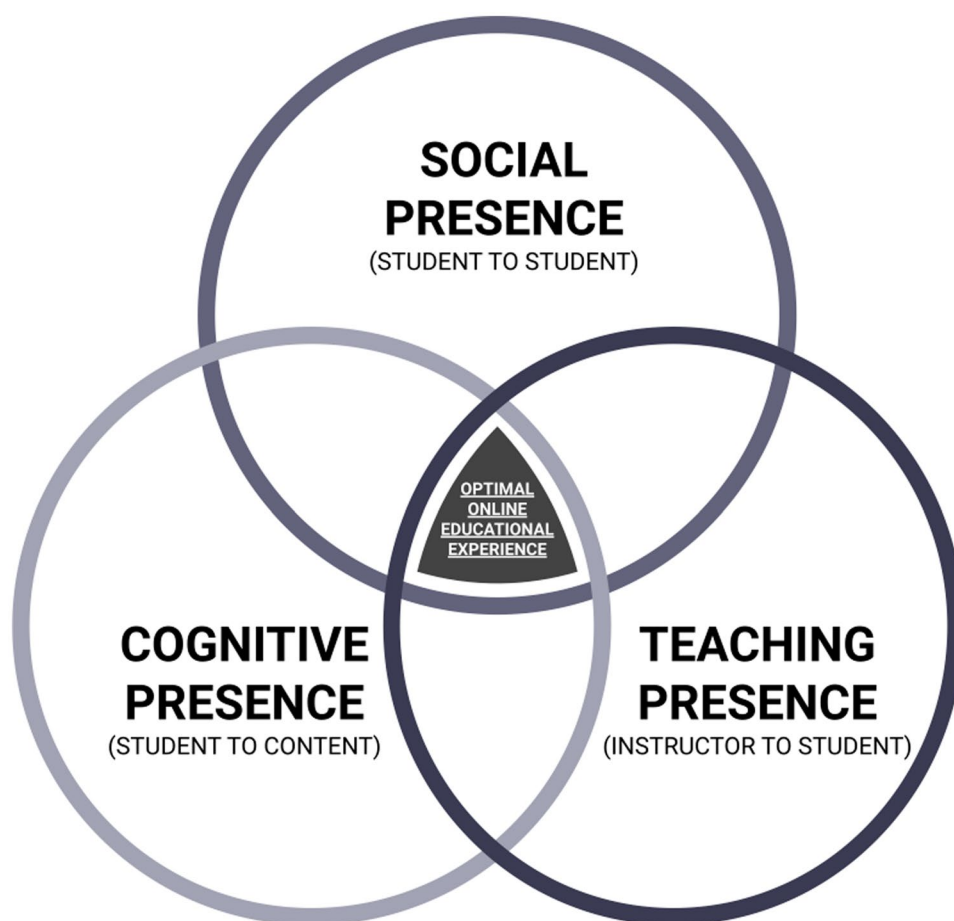 SOCIAL
PRESENCE
(STUDENT TO STUDENT)
OPTIMAL
ONLINE
EDUCATIONAL
EXPERIENCE
COGNITIVE
PRESENCE
(STUDENT TO CONTENT)
TEACHING
PRESENCE
(INSTRUCTOR TO STUDENT)